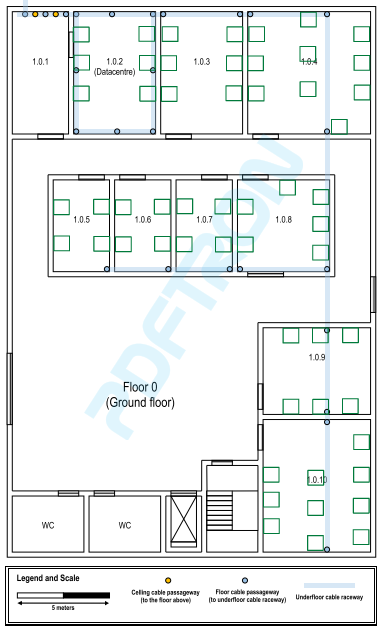 1.0.1
1.0.2
(Datacentre)
1.0.3
1.0.4
1.0.5
1.0.6
1.0.7
1.0.8
PDFTRON
1.0.9
Floor 0
(Ground floor)
1.0.10
WC
WC
Legend and Scale
5 meters
Ceiling cable passageway
(to the floor above)
Floor cable passageway
(to underfloor cable raceway)
Underfloor cable raceway